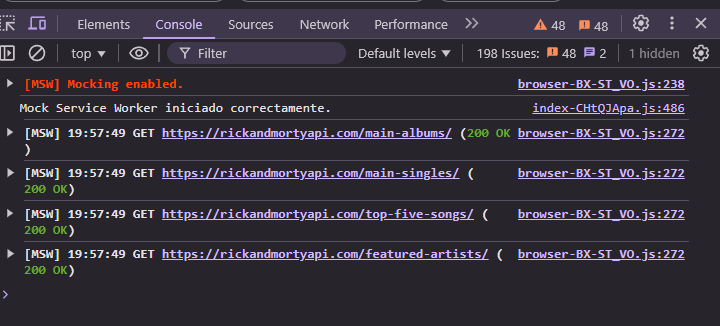 Elements Console Sources Network Performance 48 48
top Filter Default levels 198 Issues: 48 2 1 hidden
[MSW] Mocking enabled. browser-BX-ST_VO.js:238
Mock Service Worker iniciado correctamente. index-CHtQJApa.js:486
[MSW] 19:57:49 GET https://rickandmortyapi.com/main-albums/ (200 OK browser-BX-ST_VO.js:272
)
[MSW] 19:57:49 GET https://rickandmortyapi.com/main-singles/ ( browser-BX-ST_VO.js:272
200 OK)
[MSW] 19:57:49 GET https://rickandmortyapi.com/top-five-songs/ ( browser-BX-ST_VO.js:272
200 OK)
[MSW] 19:57:49 GET https://rickandmortyapi.com/featured-artists/ ( browser-BX-ST_VO.js:272
200 OK)